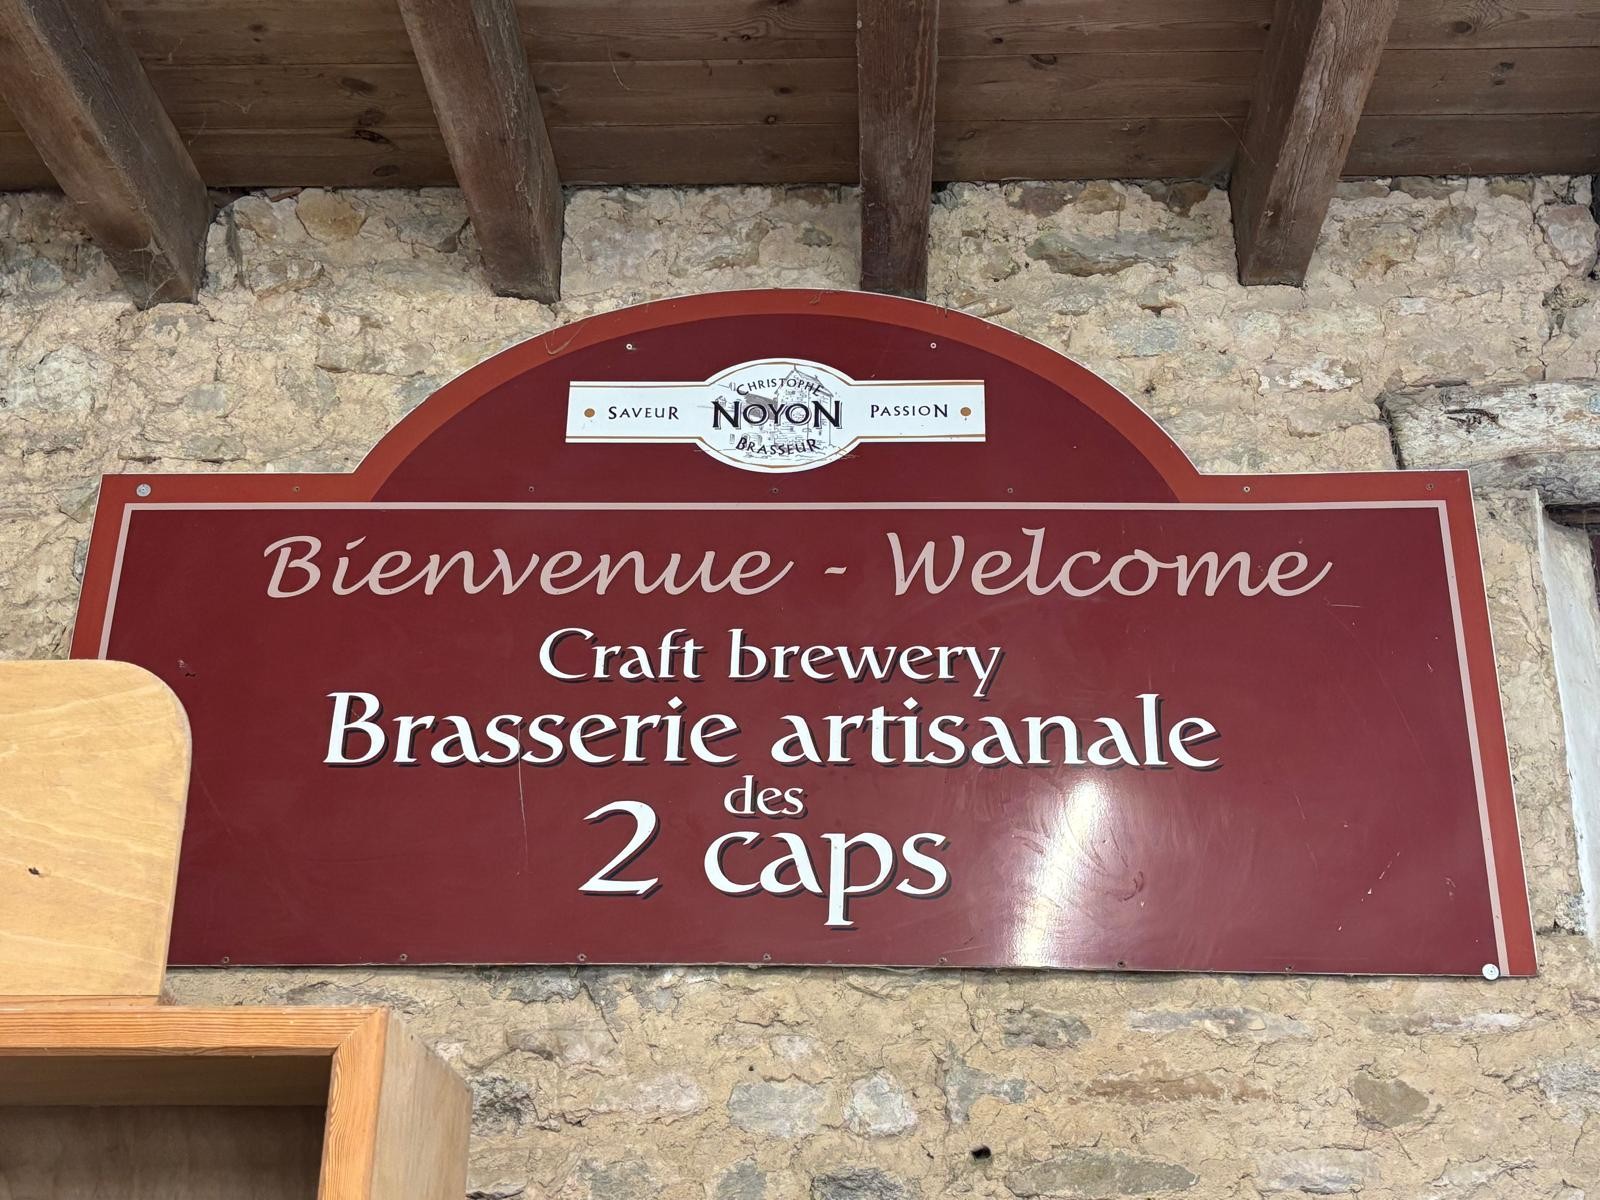 CHRISTOPHE
SAVEUR NOYON PASSION
BRASSEUR
Bienvenue - Welcome
Craft brewery
Brasserie artisanale
des
2 caps